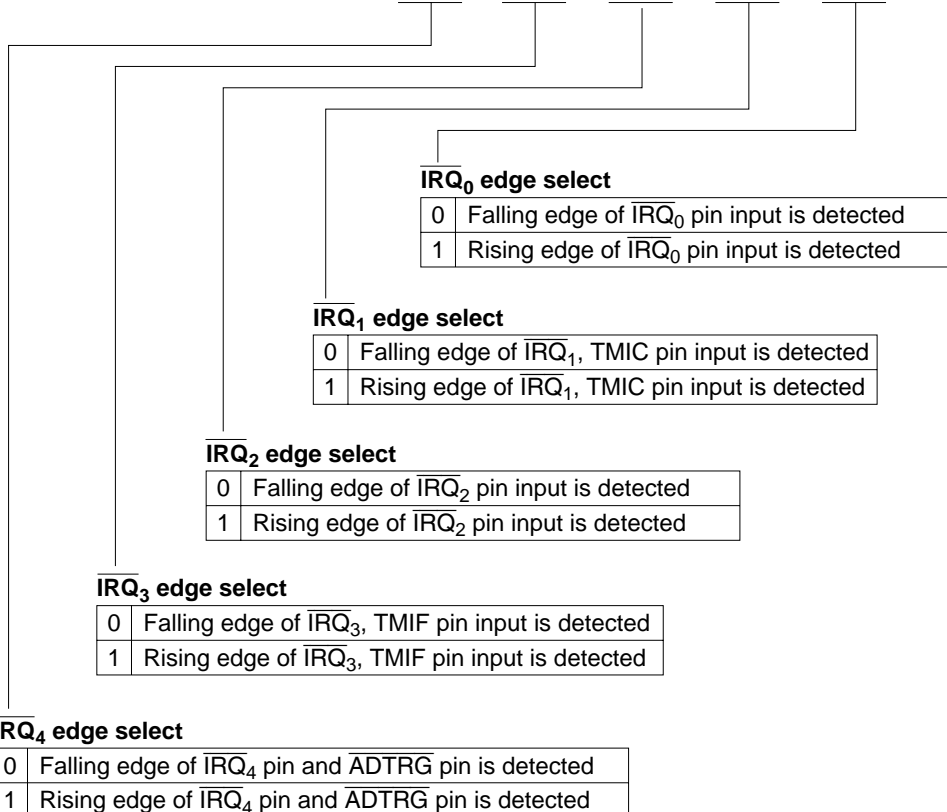 IRQ0 edge select
0 Falling edge of IRQ0 pin input is detected
1 Rising edge of IRQ0 pin input is detected
IRQ1 edge select
0 Falling edge of IRQ1, TMIC pin input is detected
1 Rising edge of IRQ1, TMIC pin input is detected
IRQ2 edge select
0 Falling edge of IRQ2 pin input is detected
1 Rising edge of IRQ2 pin input is detected
IRQ3 edge select
0 Falling edge of IRQ3, TMIF pin input is detected
1 Rising edge of IRQ3, TMIF pin input is detected
RQ4 edge select
0 Falling edge of IRQ4 pin and ADTRG pin is detected
1 Rising edge of IRQ4 pin and ADTRG pin is detected